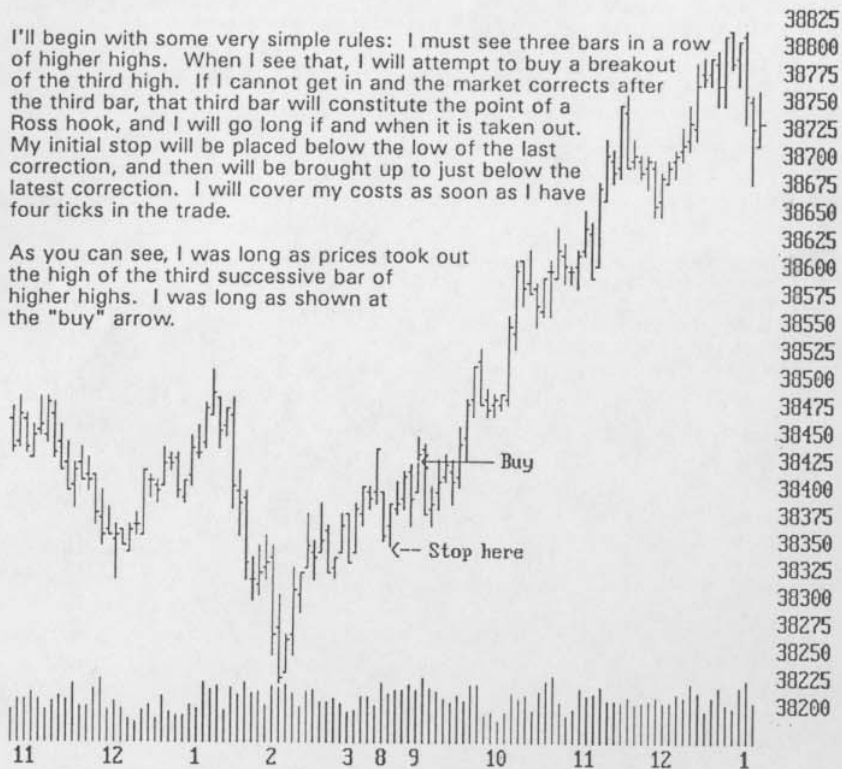 I'll begin with some very simple rules: I must see three bars in a row
of higher highs. When I see that, I will attempt to buy a breakout
of the third high. If I cannot get in and the market corrects after
the third bar, that third bar will constitute the point of a
Ross hook, and I will go long if and when it is taken out.
My initial stop will be placed below the low of the last
correction, and then will be brought up to just below the
latest correction. I will cover my costs as soon as I have
four ticks in the trade.
As you can see, I was long as prices took out
the high of the third successive bar of
higher highs. I was long as shown at
the "buy" arrow.
38825
38800
38775
38750
38725
38700
38675
38650
38625
38600
38575
38550
38525
38500
38475
38450
38425
38400
38375
38350
38325
38300
38275
38250
38225
38200
Buy
<-- Stop here
11 12 1 2 3 8 9 10 11 12 1